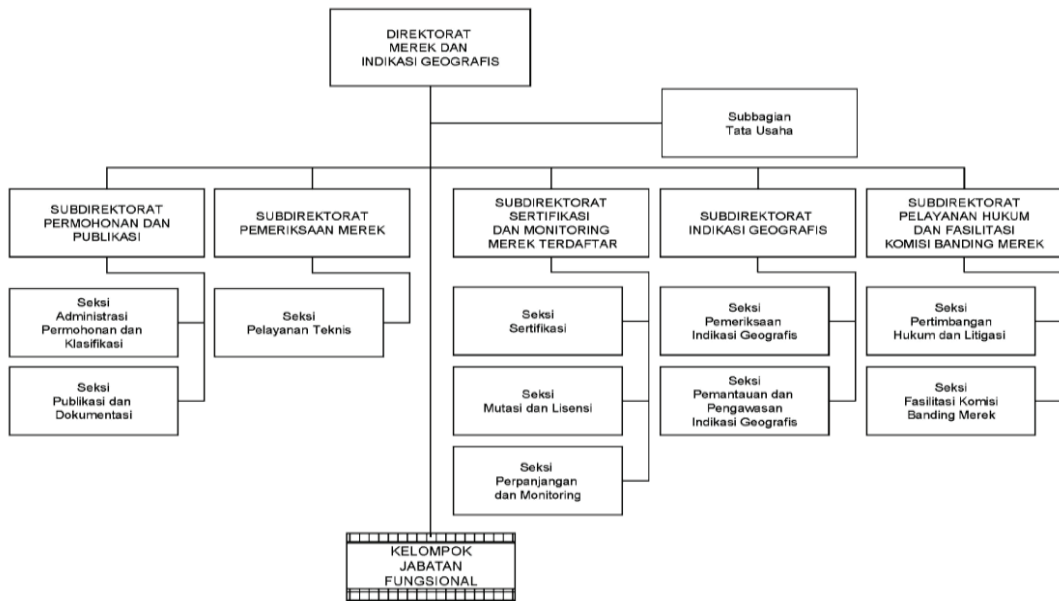 DIREKTORAT
MEREK DAN
INDIKASI GEOGRAFIS
Subbagian
Tata Usaha
SUBDIREKTORAT
PERMOHONAN DAN
PUBLIKASI
SUBDIREKTORAT
PEMERIKSAAN MEREK
SUBDIREKTORAT
SERTIFIKASI
DAN MONITORING
MEREK TERDAFTAR
SUBDIREKTORAT
INDIKASI GEOGRAFIS
SUBDIREKTORAT
PELAYANAN HUKUM
DAN FASILITASI
KOMISI BANDING MEREK
Seksi
Administrasi
Permohonan dan
Klasifikasi
Seksi
Pelayanan Teknis
Seksi
Sertifikasi
Seksi
Pemeriksaan
Indikasi Geografis
Seksi
Pertimbangan
Hukum dan Litigasi
Seksi
Publikasi dan
Dokumentasi
Seksi
Mutasi dan Lisensi
Seksi
Pemantauan dan
Pengawasan
Indikasi Geografis
Seksi
Fasilitasi Komisi
Banding Merek
Seksi
Perpanjangan
dan Monitoring
KELOMPOK
JABATAN
FUNGSIONAL